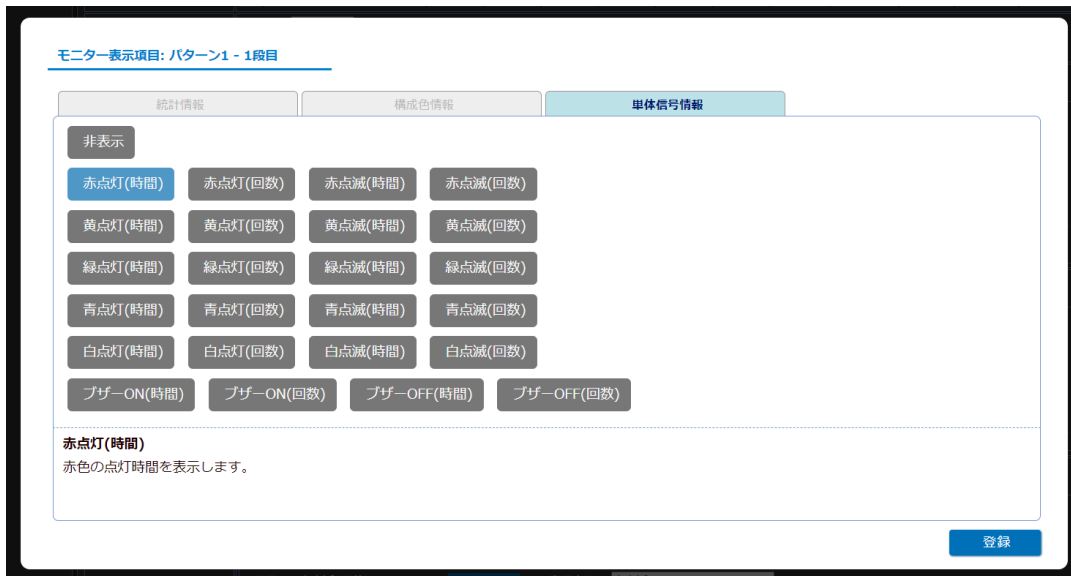 モニター表示項目: パターン1 - 1段目
統計情報 構成色情報 単体信号情報
非表示
赤点灯(時間) 赤点灯(回数) 赤点滅(時間) 赤点滅(回数)
黄点灯(時間) 黄点灯(回数) 黄点滅(時間) 黄点滅(回数)
緑点灯(時間) 緑点灯(回数) 緑点滅(時間) 緑点滅(回数)
青点灯(時間) 青点灯(回数) 青点滅(時間) 青点滅(回数)
白点灯(時間) 白点灯(回数) 白点滅(時間) 白点滅(回数)
ブザーON(時間) ブザーON(回数) ブザーOFF(時間) ブザーOFF(回数)
赤点灯(時間)
赤色の点灯時間を表示します。
登録